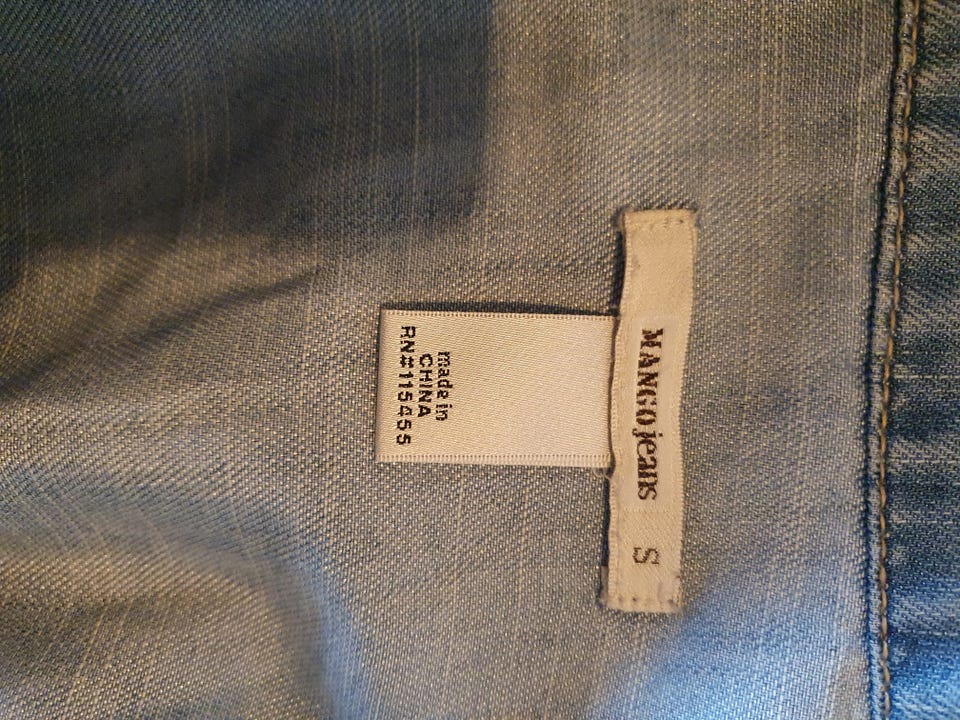 MANGO jeans
S
made in
CHINA
RN#115455